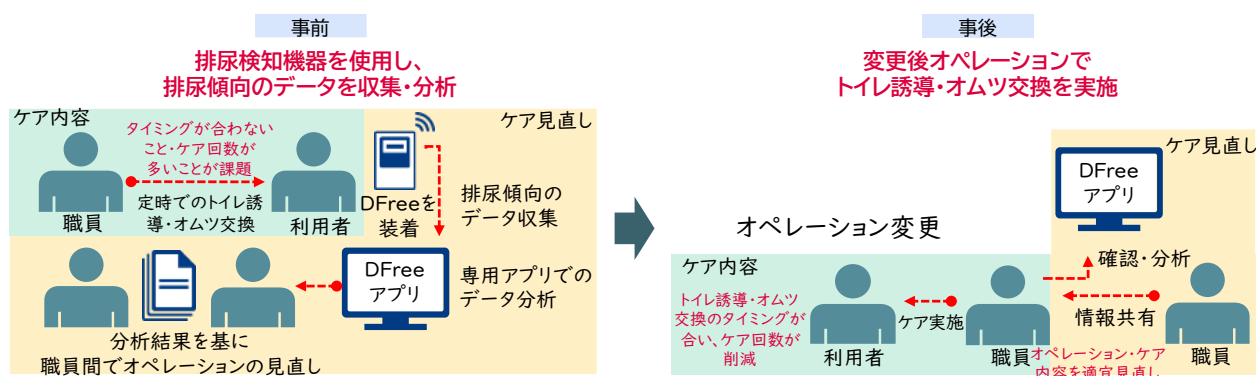 事前
排尿検知機器を使用し、
排尿傾向のデータを収集・分析
ケア内容
タイミングが合わない
こと・ケア回数が
多いことが課題
定時でのトイレ誘
導・オムツ交換
職員
利用者
ケア見直し
DFreeを
装着
排尿傾向の
データ収集
DFree
アプリ
専用アプリでの
データ分析
分析結果を基に
職員間でオペレーションの見直し
事後
変更後オペレーションで
トイレ誘導・オムツ交換を実施
オペレーション変更
ケア見直し
DFree
アプリ
確認・分析
ケア内容
トイレ誘導・オムツ
交換のタイミングが
合い、ケア回数が
削減
利用者
ケア実施
職員
情報共有
職員
オペレーション・ケア
内容を適宜見直し